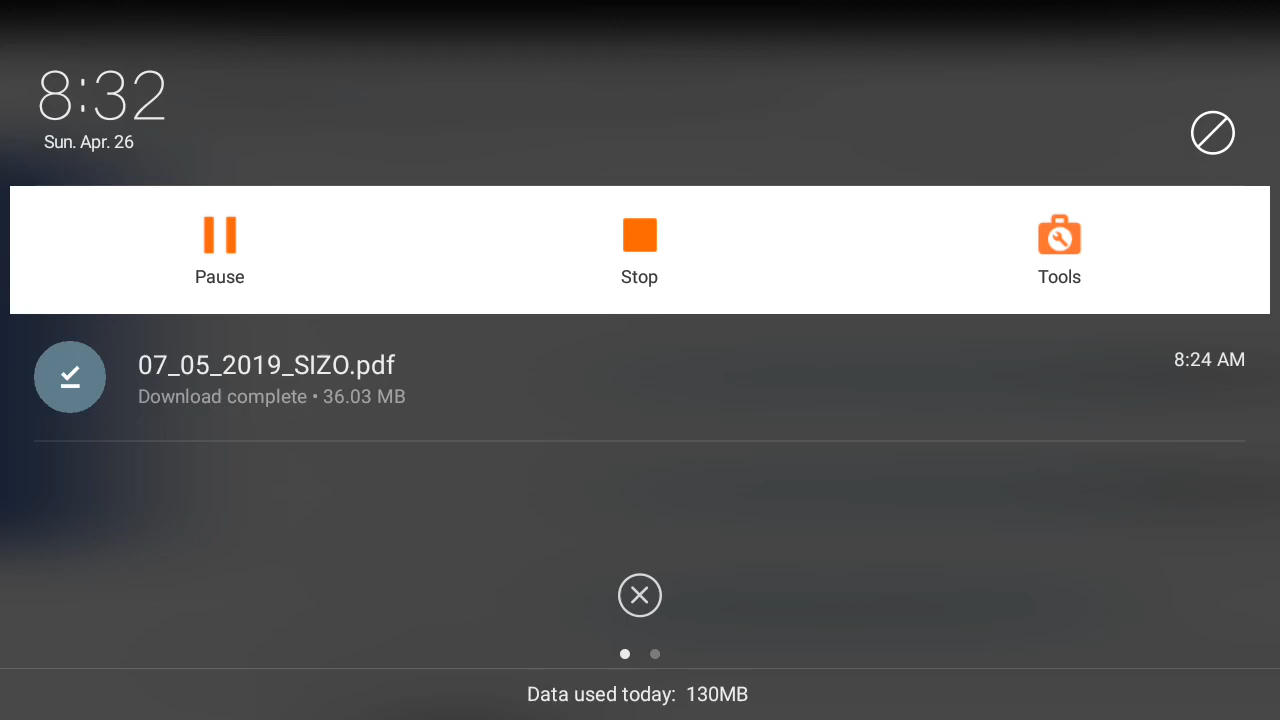 8:32
Sun. Apr. 26
Pause
Stop
Tools
07_05_2019_SIZO.pdf
8:24 AM
Download complete • 36.03 MB
Data used today: 130MB